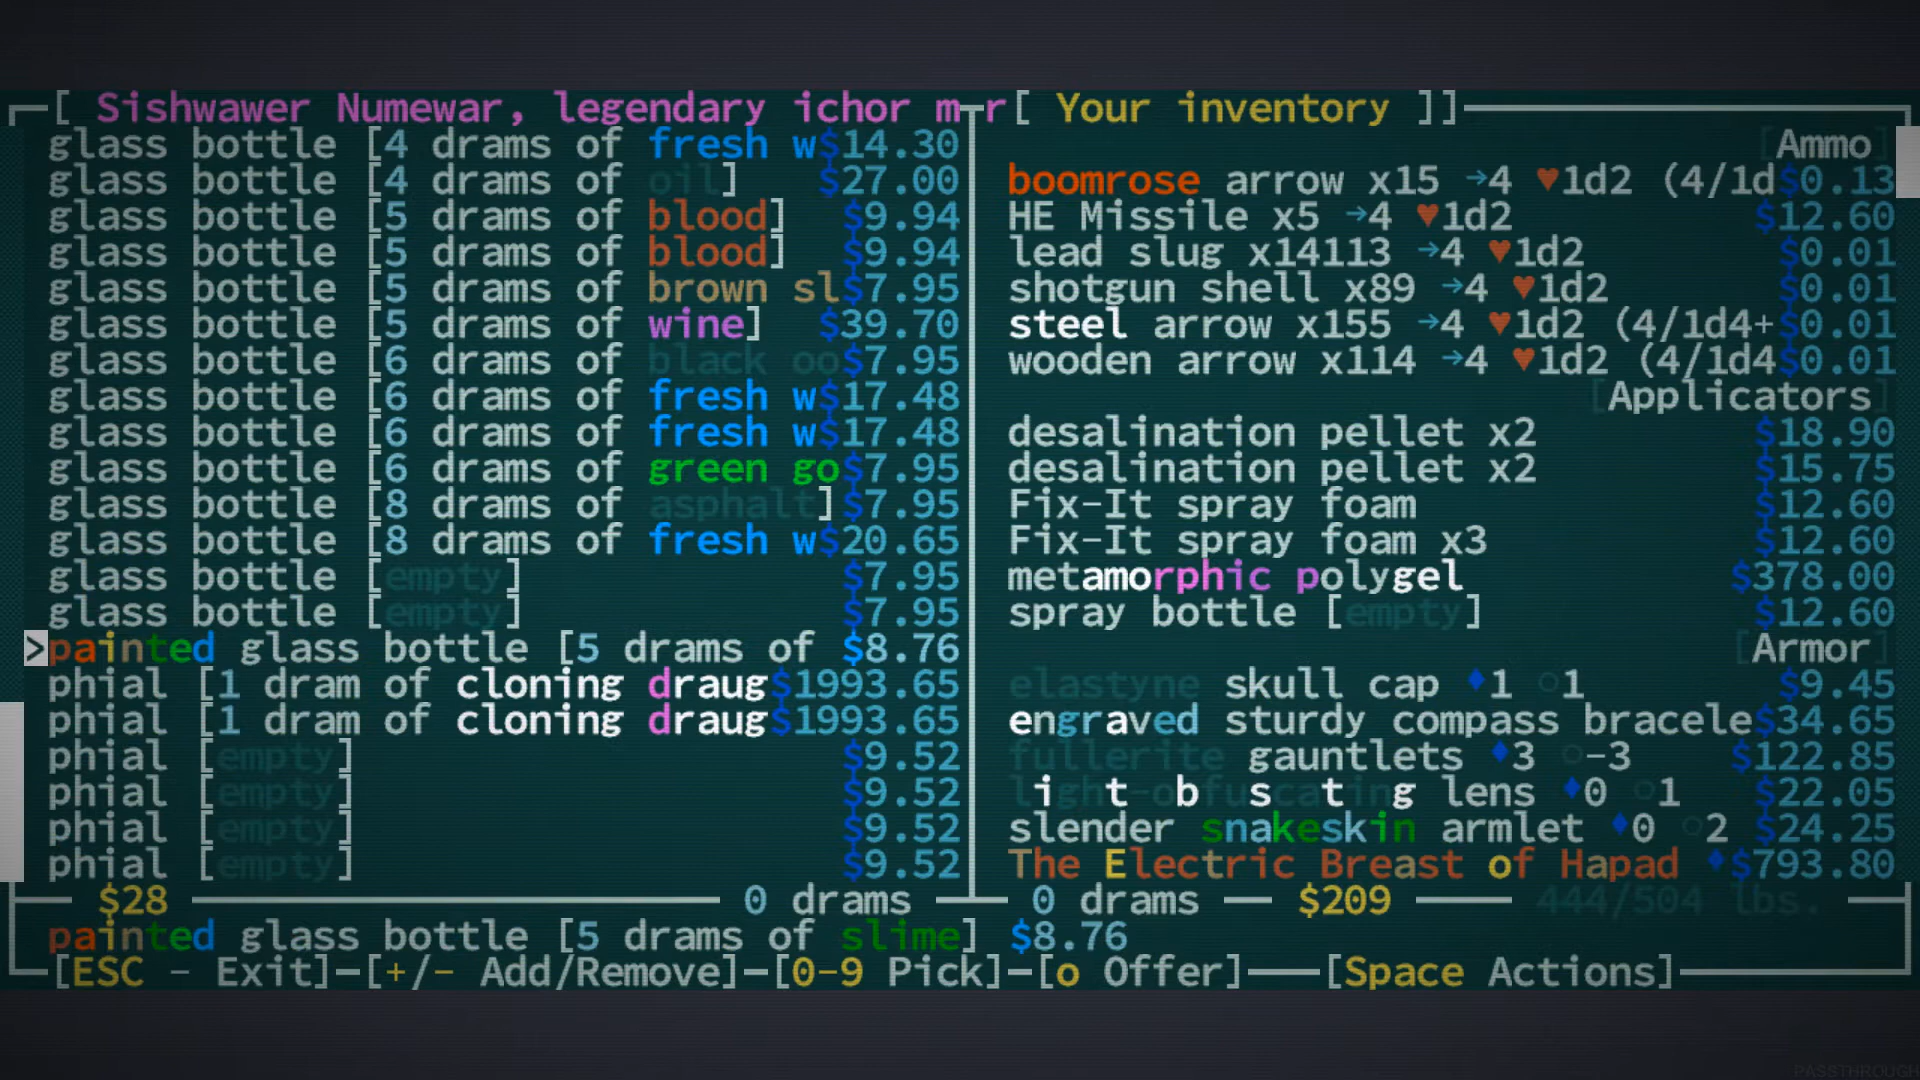 [ Sishwawer Numewar, legendary ichor m
glass bottle [4 drams of fresh w$14.30
glass bottle [4 drams of oil] $27.00
glass bottle [5 drams of blood] $9.94
glass bottle [5 drams of blood] $9.94
glass bottle [5 drams of brown sl$7.95
glass bottle [5 drams of wine] $39.70
glass bottle [6 drams of black oo$7.95
glass bottle [6 drams of fresh w$17.48
glass bottle [6 drams of fresh w$17.48
glass bottle [6 drams of green go$7.95
glass bottle [8 drams of asphalt]$7.95
glass bottle [8 drams of fresh w$20.65
glass bottle [empty] $7.95
glass bottle [empty] $7.95
>painted glass bottle [5 drams of $8.76
phial [1 dram of cloning draug$1993.65
phial [1 dram of cloning draug$1993.65
phial [empty] $9.52
phial [empty] $9.52
phial [empty] $9.52
phial [empty] $9.52
$28 0 drams
r[ Your inventory ]]
[Ammo]
boomrose arrow x15 →4 ♥1d2 (4/1d$0.13
HE Missile x5 →4 ♥1d2 $12.60
lead slug x14113 →4 ♥1d2 $0.01
shotgun shell x89 →4 ♥1d2 $0.01
steel arrow x155 →4 ♥1d2 (4/1d4+$0.01
wooden arrow x114 →4 ♥1d2 (4/1d4$0.01
[Applicators]
desalination pellet x2 $18.90
desalination pellet x2 $15.75
Fix-It spray foam $12.60
Fix-It spray foam x3 $12.60
metamorphic polygel $378.00
spray bottle [empty] $12.60
[Armor]
elastyne skull cap ♦1 ○1 $9.45
engraved sturdy compass bracele$34.65
fullerite gauntlets ♦3 ○-3 $122.85
light-obfuscating lens ♦0 ○1 $22.05
slender snakeskin armlet ♦0 ○2 $24.25
The Electric Breast of Hapad ♦$793.80
0 drams $209 444/504 lbs.
painted glass bottle [5 drams of slime] $8.76
[ESC - Exit] [+/- Add/Remove] [0-9 Pick] [o Offer] [Space Actions]
PASSTHROUGH